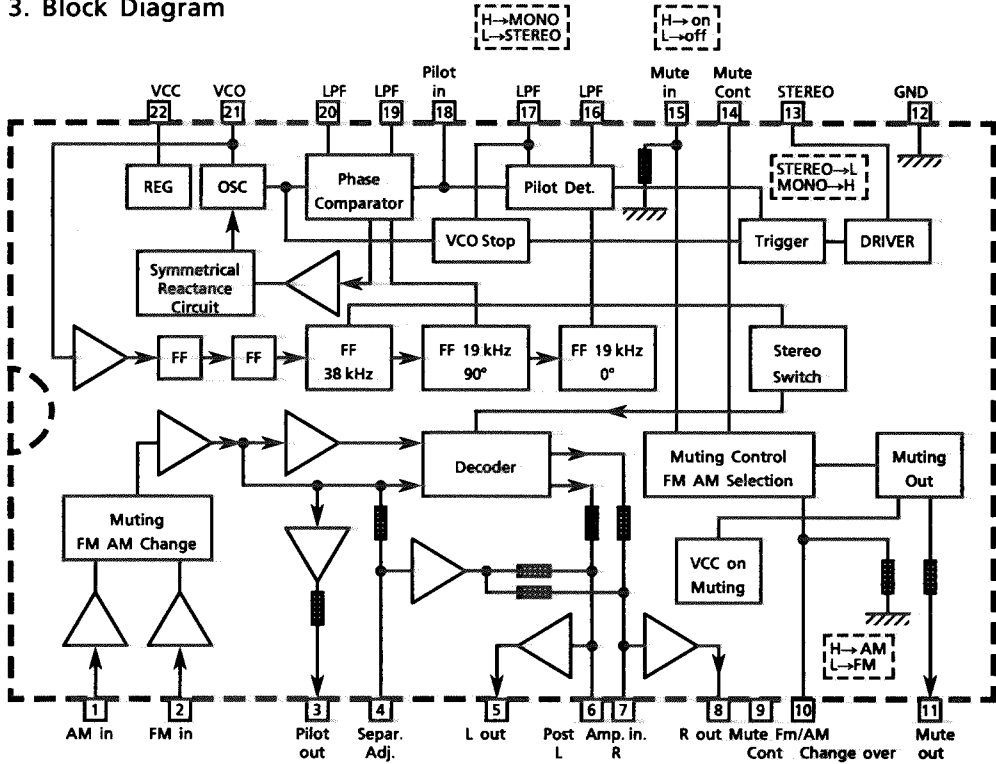 3. Block Diagram
H→MONO
L→STEREO
H→on
L→off
VCC
VCO
LPF
LPF
Pilot
in
LPF
LPF
Mute
in
Mute
Cont
STEREO
GND
22
21
20
19
18
17
16
15
14
13
12
REG
OSC
Phase
Comparator
Pilot Det.
STEREO→L
MONO→H
VCO Stop
Trigger
DRIVER
Symmetrical
Reactance
Circuit
FF
FF
FF
38 kHz
FF 19 kHz
90°
FF 19 kHz
0°
Stereo
Switch
Decoder
Muting Control
FM AM Selection
Muting
Out
Muting
FM AM Change
VCC on
Muting
H→AM
L→FM
1
2
3
4
5
6
7
8
9
10
11
AM in
FM in
Pilot
out
Separ.
Adj.
L out
Post Amp. in.
L R
R out
Mute
Cont
Fm/AM
Change over
Mute
out